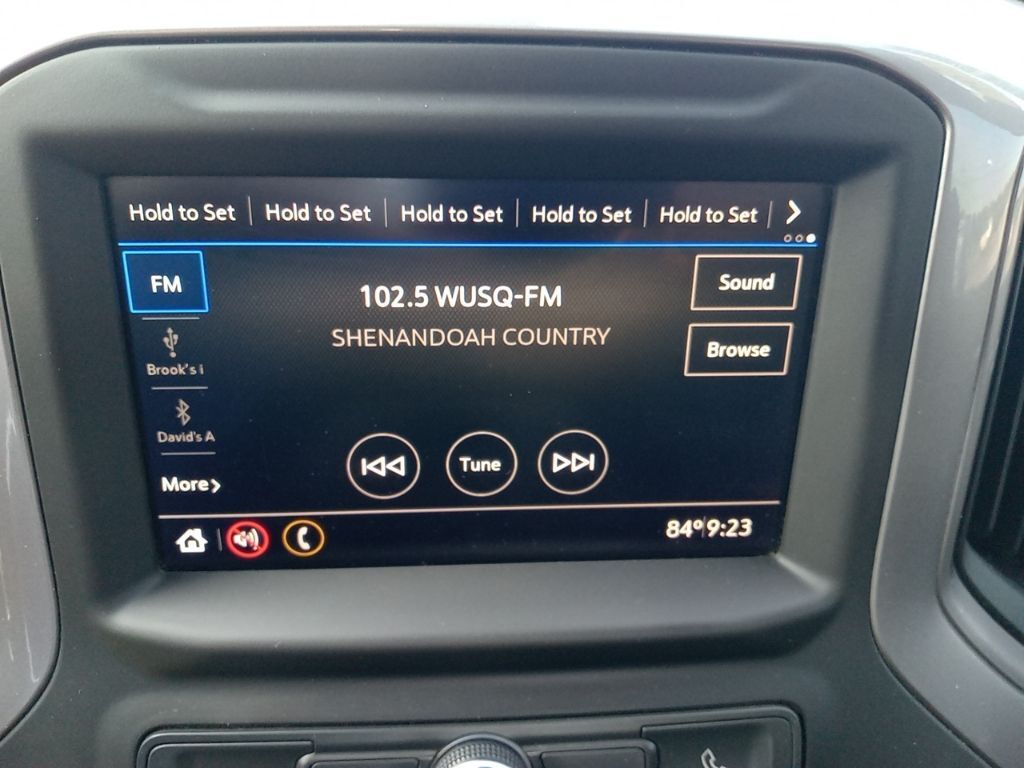 Hold to Set Hold to Set Hold to Set Hold to Set Hold to Set
FM
102.5 WUSQ-FM
Sound
SHENANDOAH COUNTRY
Browse
Brook's i
David's A
Tune
More
84° 9:23